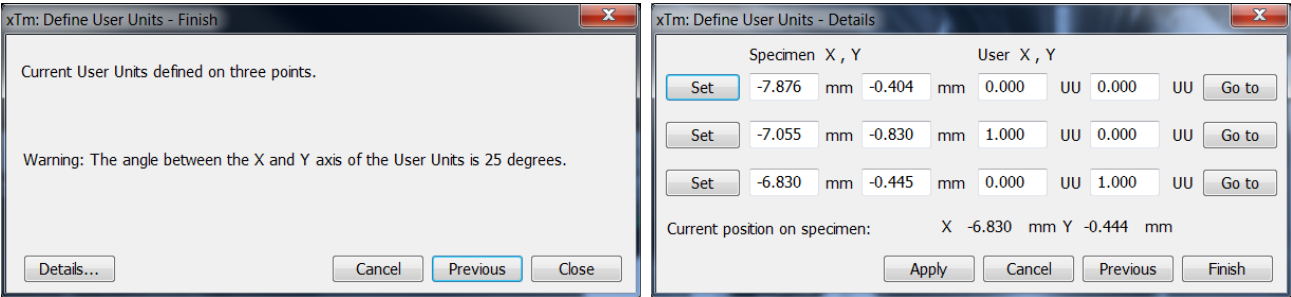 xTm: Define User Units - Finish
Current User Units defined on three points.
Warning: The angle between the X and Y axis of the User Units is 25 degrees.
Details... Cancel Previous Close
xTm: Define User Units - Details
Specimen X , Y User X , Y
Set -7.876 mm -0.404 mm 0.000 UU 0.000 UU Go to
Set -7.055 mm -0.830 mm 1.000 UU 0.000 UU Go to
Set -6.830 mm -0.445 mm 0.000 UU 1.000 UU Go to
Current position on specimen: X -6.830 mm Y -0.444 mm
Apply Cancel Previous Finish